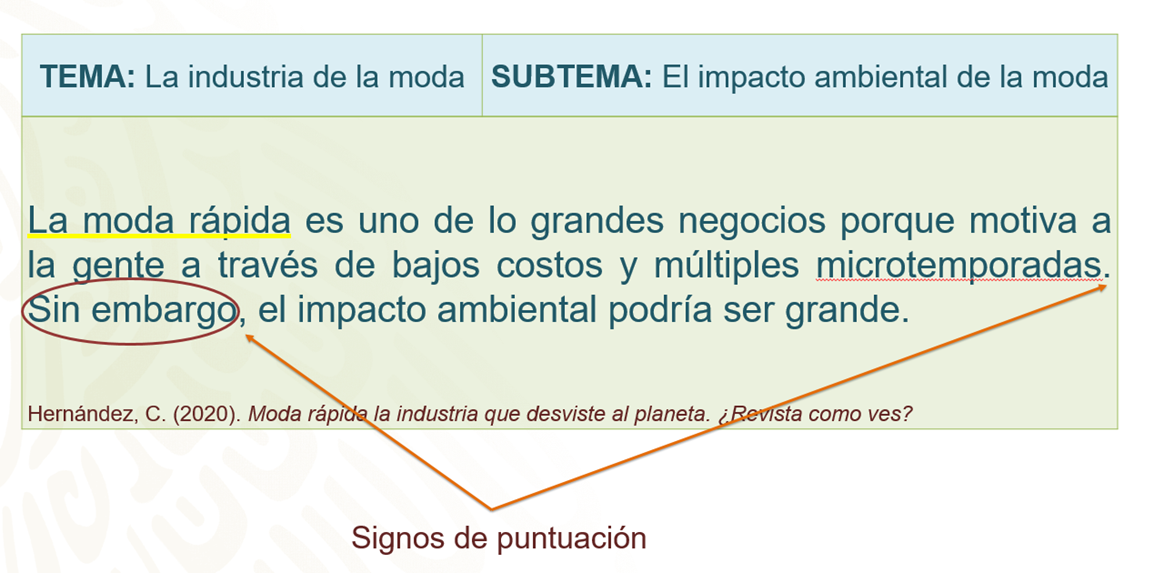 TEMA: La industria de la moda
SUBTEMA: El impacto ambiental de la moda
La moda rápida es uno de lo grandes negocios porque motiva a
la gente a través de bajos costos y múltiples microtemporadas.
Sin embargo, el impacto ambiental podría ser grande.
Hernández, C. (2020). Moda rápida la industria que desviste al planeta. ¿Revista como ves?
Signos de puntuación